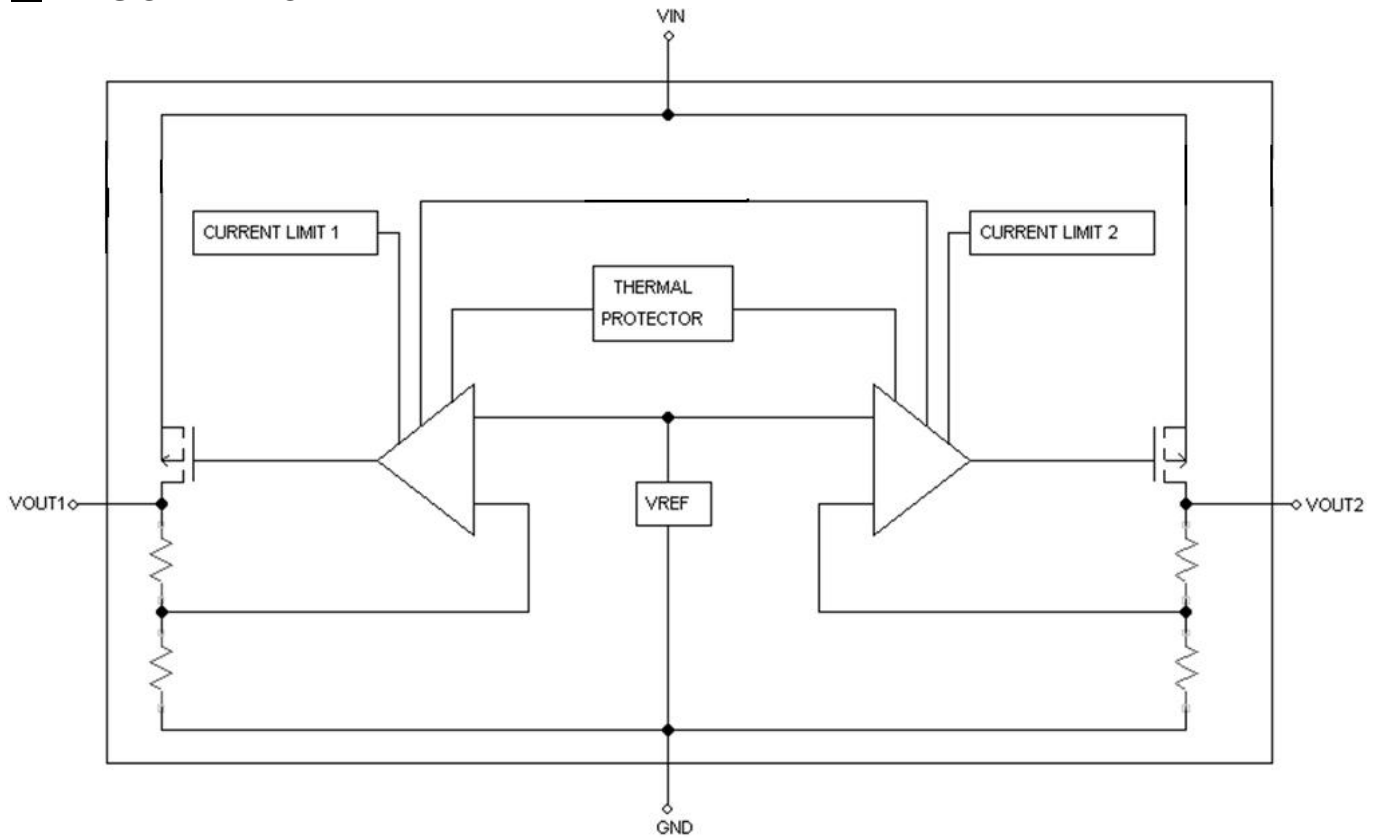 VIN
CURRENT LIMIT 1
CURRENT LIMIT 2
THERMAL
PROTECTOR
VREF
VOUT1
VOUT2
GND